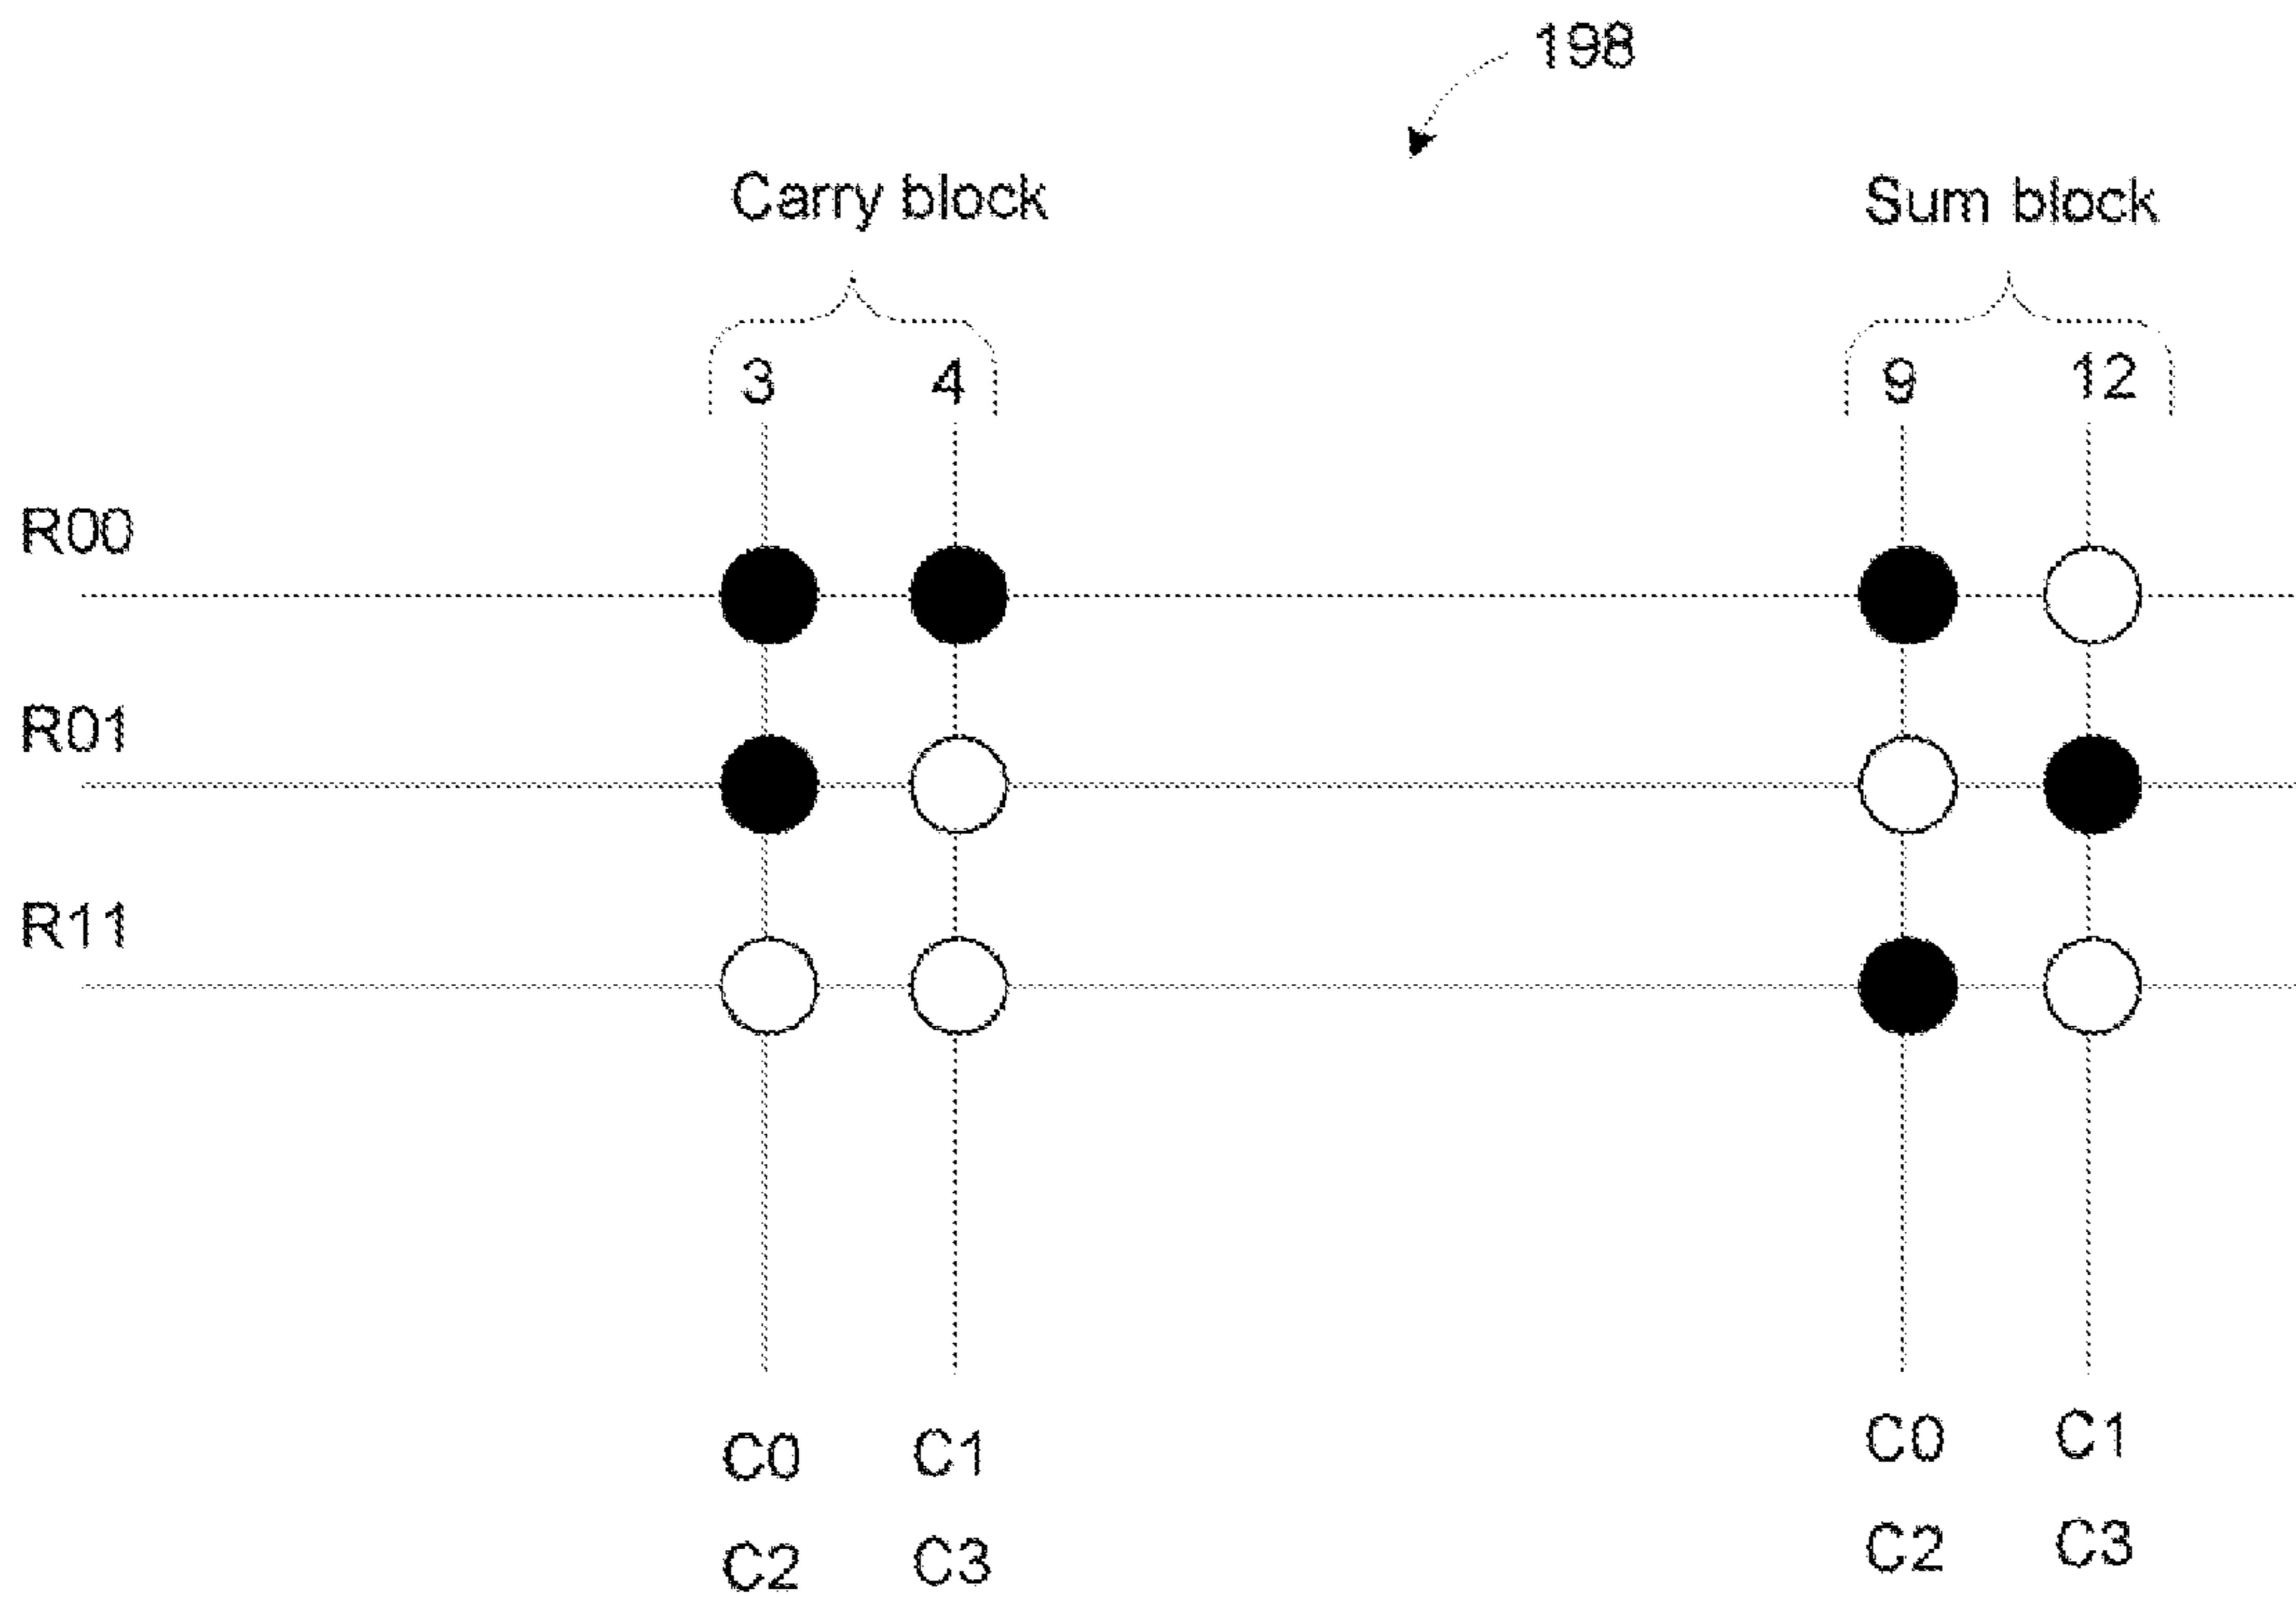 198
Carry block
Sum block
3 4
9 12
R00
R01
R11
C0 C1
C2 C3
C0 C1
C2 C3